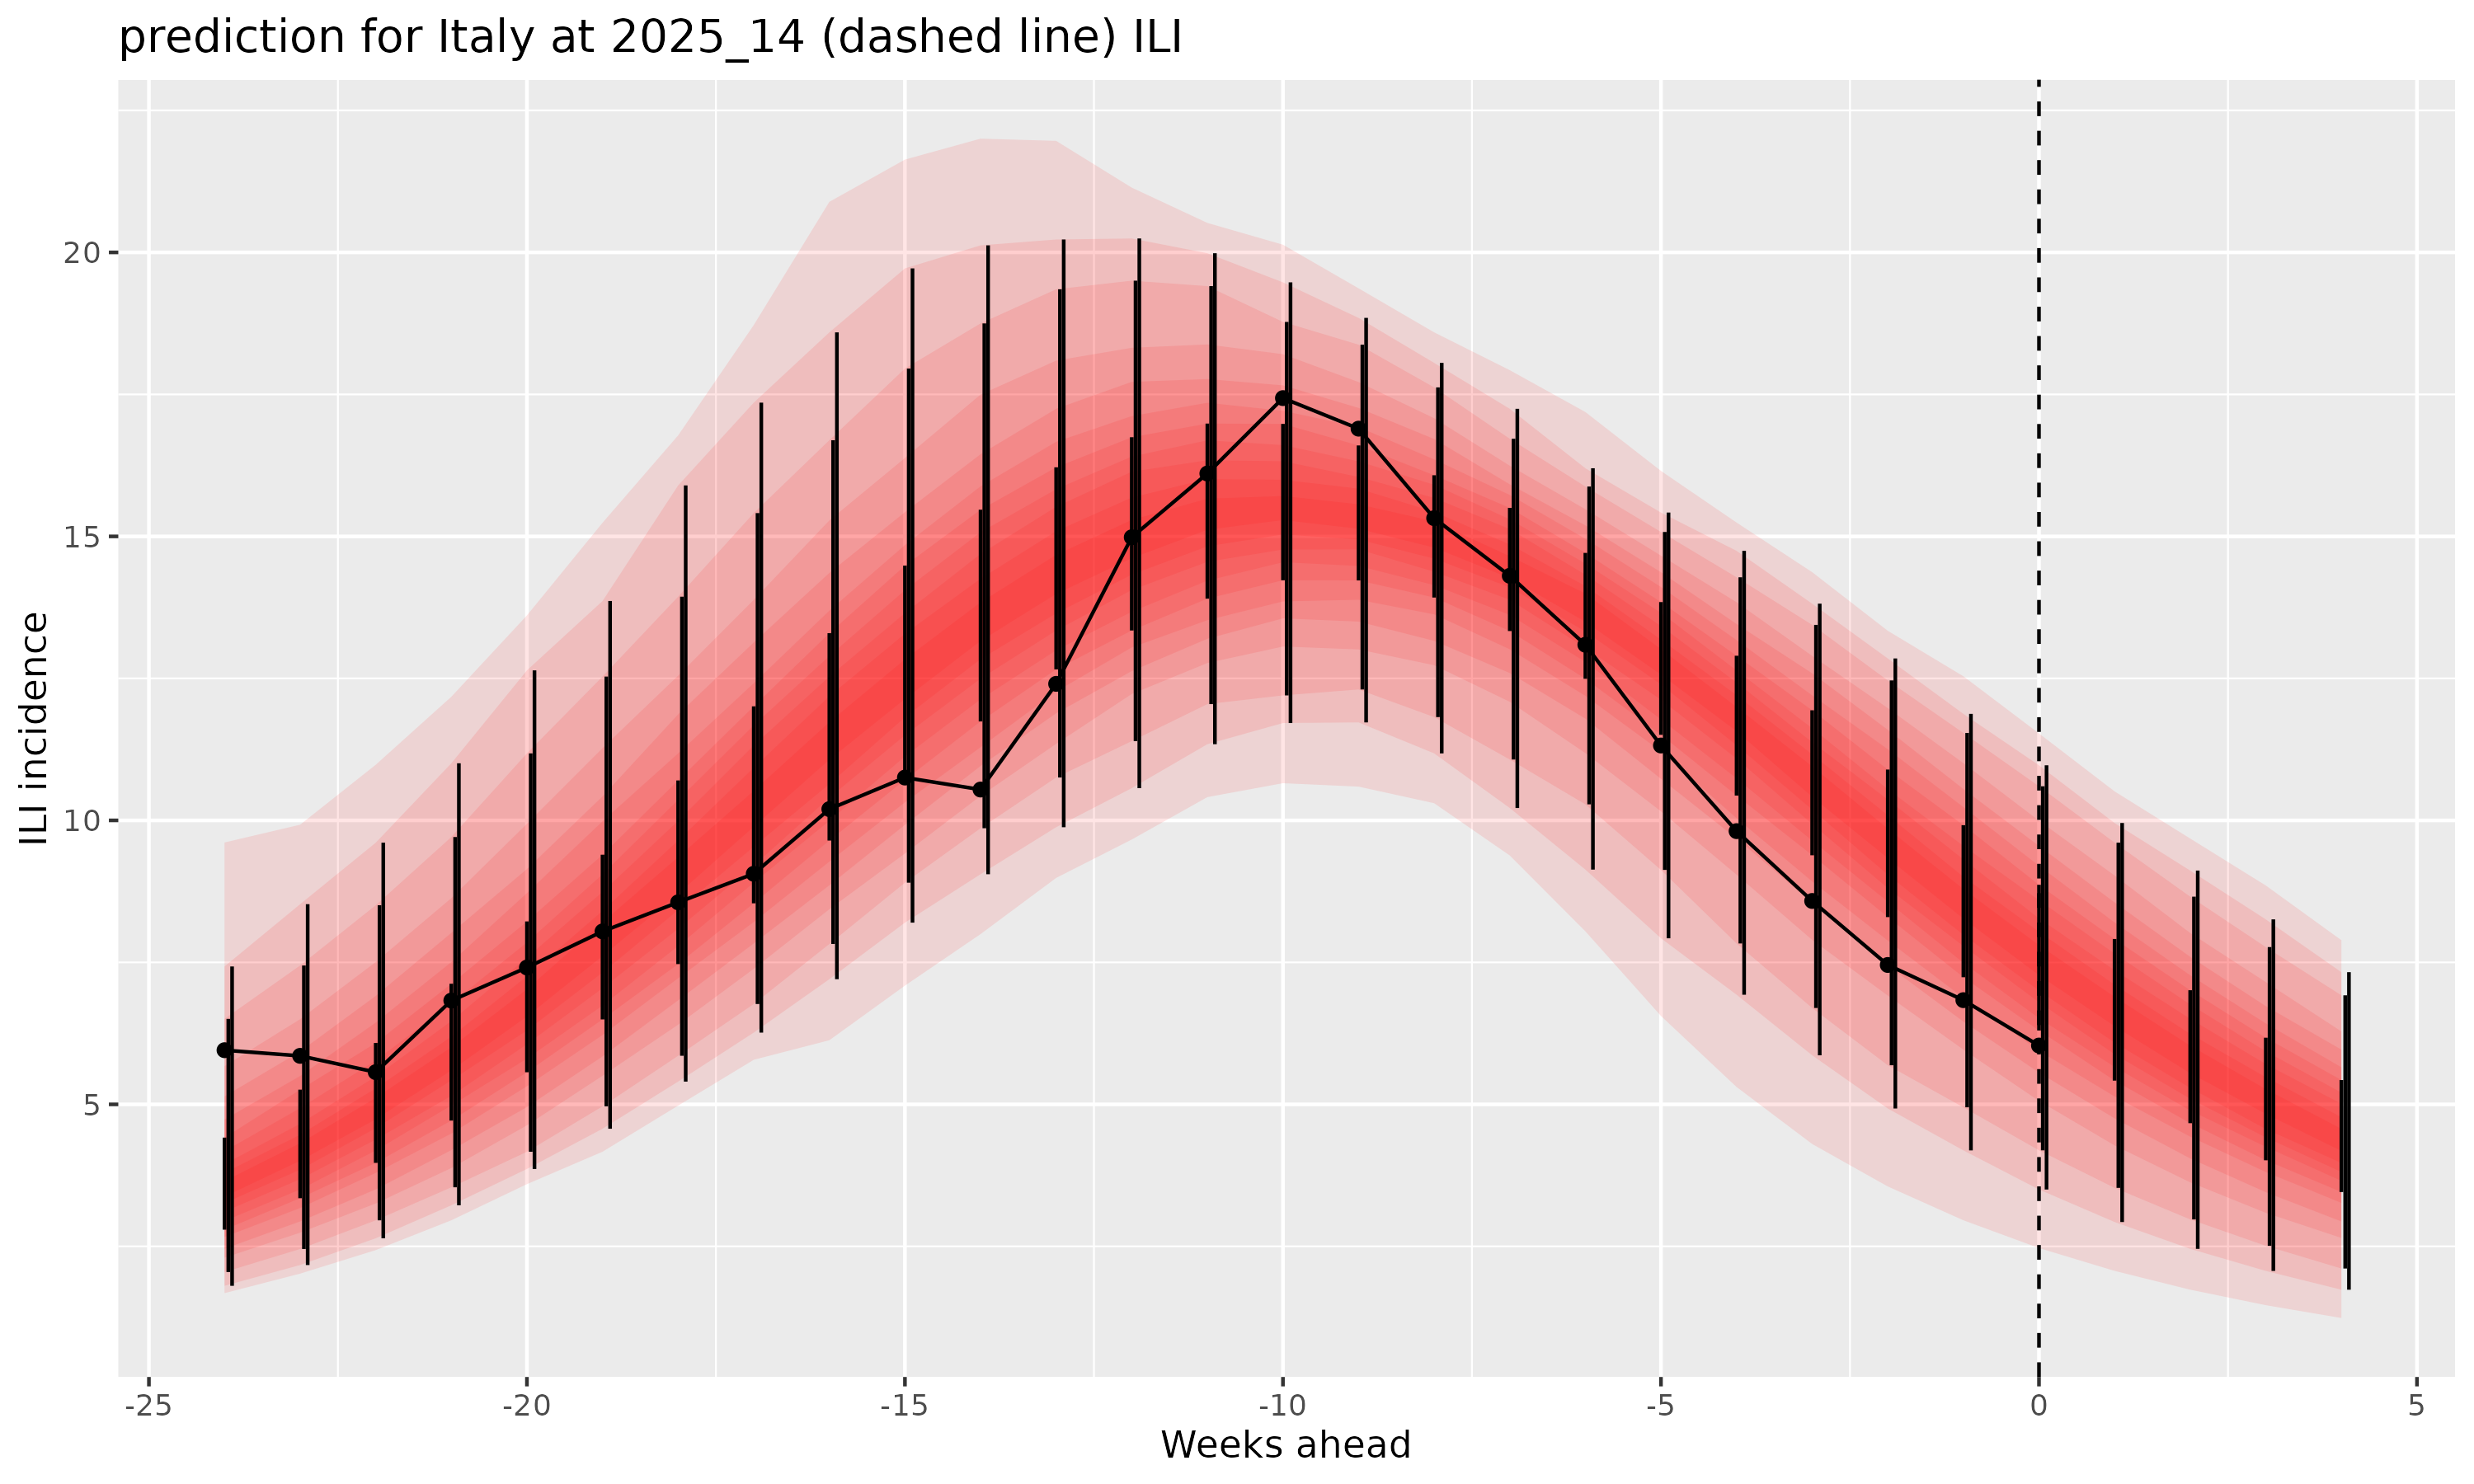 prediction for Italy at 2025_14 (dashed line) ILI
ILI incidence
20
15
10
5
-25 -20 -15 -10 -5 0 5
Weeks ahead